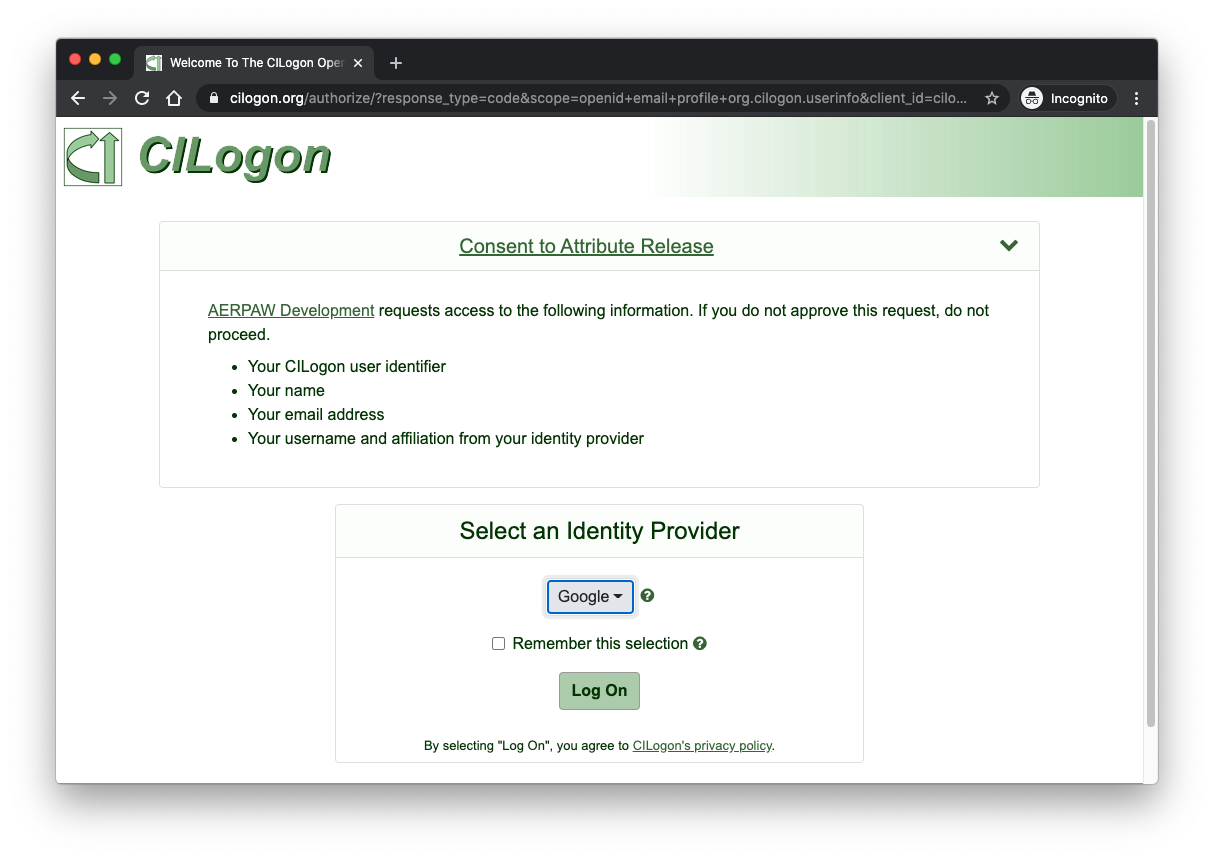 Welcome To The CILogon Oper
cilogon.org/authorize/?response_type=code&scope=openid+email+profile+org.cilogon.userinfo&client_id=cilo...
Incognito
CILogon
Consent to Attribute Release
AERPAW Development requests access to the following information. If you do not approve this request, do not
proceed.
• Your CILogon user identifier
• Your name
• Your email address
• Your username and affiliation from your identity provider
Select an Identity Provider
Google
Remember this selection
Log On
By selecting "Log On", you agree to CILogon's privacy policy.